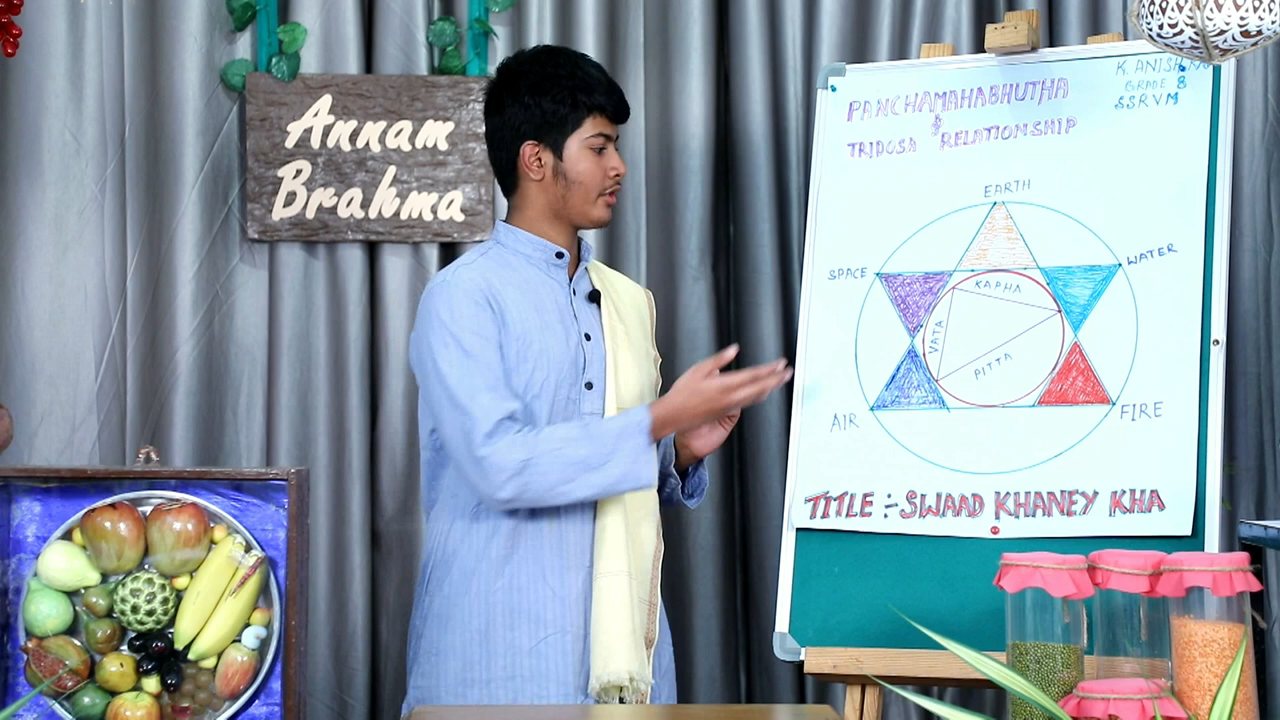 Annam
Brahma
K. ANISH
GRADE 8
SSRVM
PANCHAMAHABHUTHA
&
TRIDOSA RELATIONSHIP
EARTH
SPACE
WATER
KAPHA
VATA
PITTA
AIR
FIRE
TITLE :- SWAAD KHANEY KHA